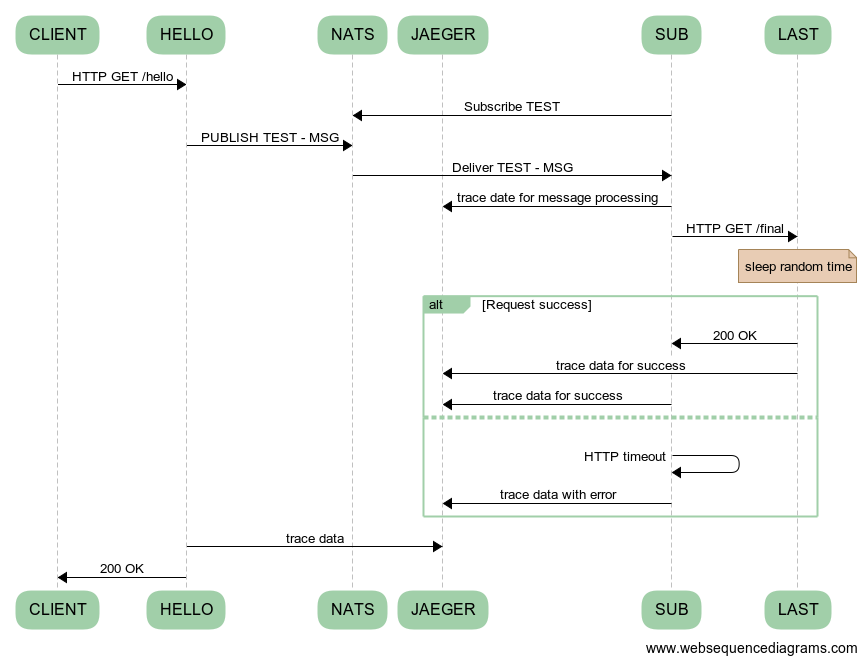 CLIENT HELLO NATS JAEGER SUB LAST
HTTP GET /hello
Subscribe TEST
PUBLISH TEST - MSG
Deliver TEST - MSG
trace date for message processing
HTTP GET /final
sleep random time
alt [Request success]
200 OK
trace data for success
trace data for success
HTTP timeout
trace data with error
trace data
200 OK
CLIENT HELLO NATS JAEGER SUB LAST
www.websequencediagrams.com